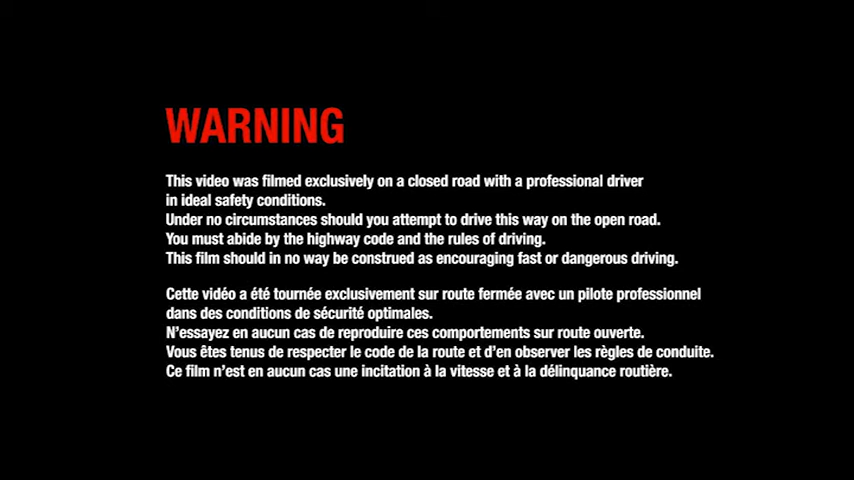 WARNING
This video was filmed exclusively on a closed road with a professional driver
in ideal safety conditions.
Under no circumstances should you attempt to drive this way on the open road.
You must abide by the highway code and the rules of driving.
This film should in no way be construed as encouraging fast or dangerous driving.
Cette vidéo a été tournée exclusivement sur route fermée avec un pilote professionnel
dans des conditions de sécurité optimales.
N'essayez en aucun cas de reproduire ces comportements sur route ouverte.
Vous êtes tenus de respecter le code de la route et d'en observer les règles de conduite.
Ce film n'est en aucun cas une incitation à la vitesse et à la délinquance routière.